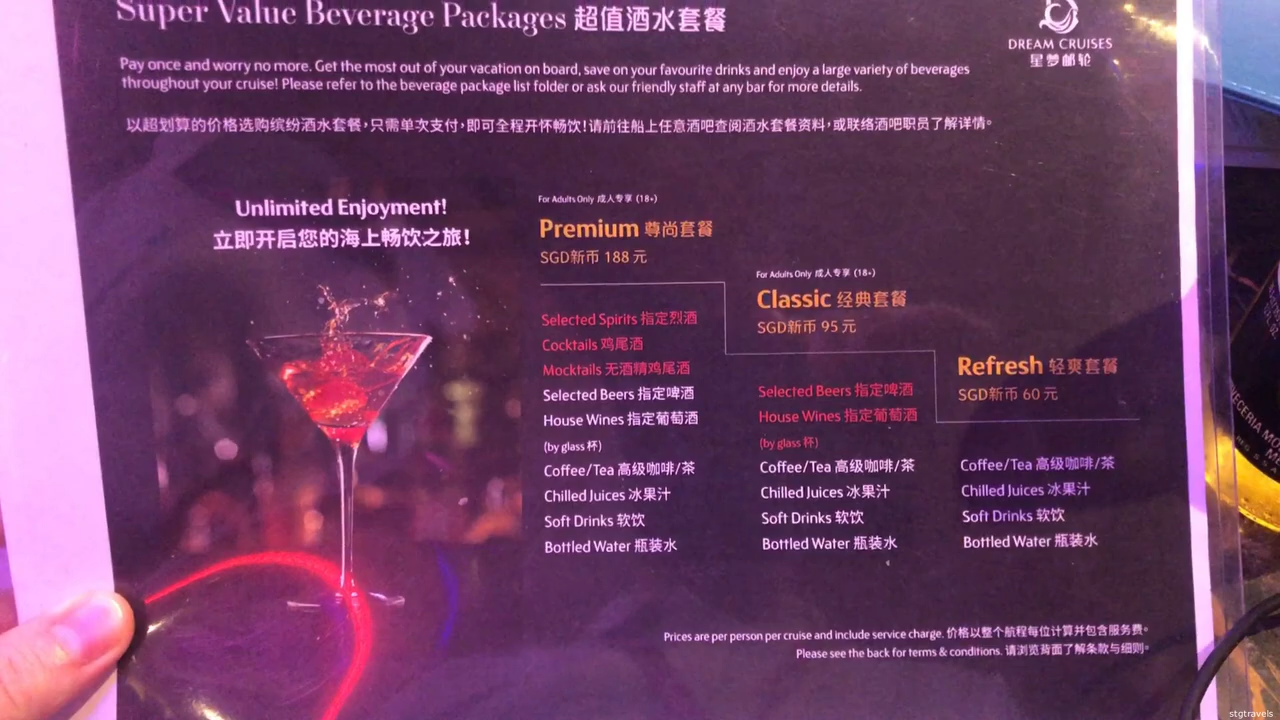 Super Value Beverage Packages 超值酒水套餐
DREAM CRUISES
星梦邮轮
Pay once and worry no more. Get the most out of your vacation on board, save on your favourite drinks and enjoy a large variety of beverages
throughout your cruise! Please refer to the beverage package list folder or ask our friendly staff at any bar for more details.
以超划算的价格选购缤纷酒水套餐，只需单次支付，即可全程开怀畅饮！请前往船上任意酒吧查阅酒水套餐资料，或联络酒吧职员了解详情。
Unlimited Enjoyment!
立即开启您的海上畅饮之旅！
For Adults Only 成人专享 (18+)
Premium 尊尚套餐
SGD新币 188 元
Selected Spirits 指定烈酒
Cocktails 鸡尾酒
Mocktails 无酒精鸡尾酒
Selected Beers 指定啤酒
House Wines 指定葡萄酒
(by glass 杯)
Coffee/Tea 高级咖啡/茶
Chilled Juices 冰果汁
Soft Drinks 软饮
Bottled Water 瓶装水
For Adults Only 成人专享 (18+)
Classic 经典套餐
SGD新币 95 元
Selected Beers 指定啤酒
House Wines 指定葡萄酒
(by glass 杯)
Coffee/Tea 高级咖啡/茶
Chilled Juices 冰果汁
Soft Drinks 软饮
Bottled Water 瓶装水
Refresh 轻爽套餐
SGD新币 60 元
Coffee/Tea 高级咖啡/茶
Chilled Juices 冰果汁
Soft Drinks 软饮
Bottled Water 瓶装水
Prices are per person per cruise and include service charge. 价格以整个航程每位计算并包含服务费。
Please see the back for terms & conditions. 请浏览背面了解条款与细则。
stgtravels